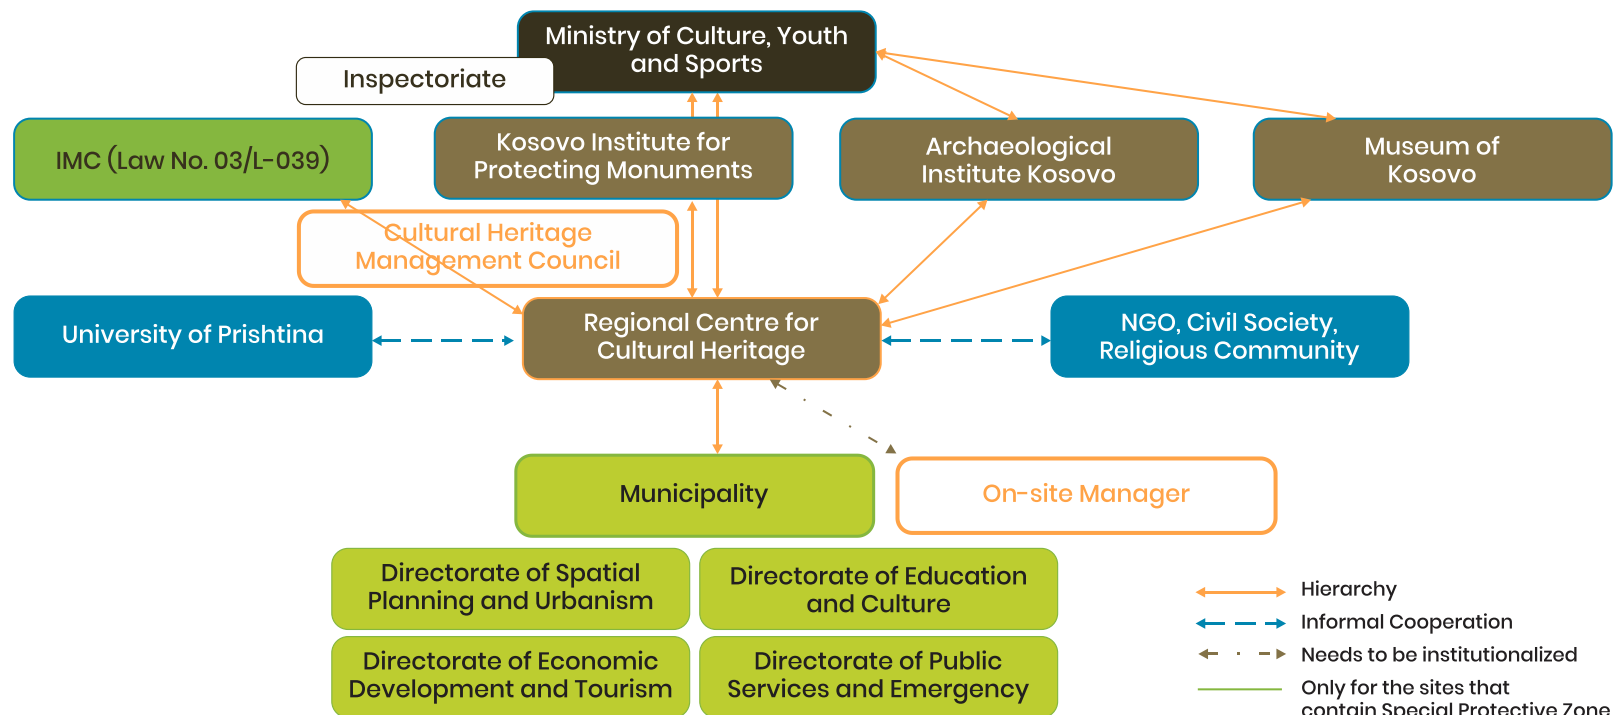 Ministry of Culture, Youth
and Sports
Inspectoriate
IMC (Law No. 03/L-039)
Kosovo Institute for
Protecting Monuments
Archaeological
Institute Kosovo
Museum of
Kosovo
Cultural Heritage
Management Council
University of Prishtina
Regional Centre for
Cultural Heritage
NGO, Civil Society,
Religious Community
Municipality
On-site Manager
Directorate of Spatial
Planning and Urbanism
Directorate of Education
and Culture
Directorate of Economic
Development and Tourism
Directorate of Public
Services and Emergency
Hierarchy
Informal Cooperation
Needs to be institutionalized
Only for the sites that
contain Special Protective Zone